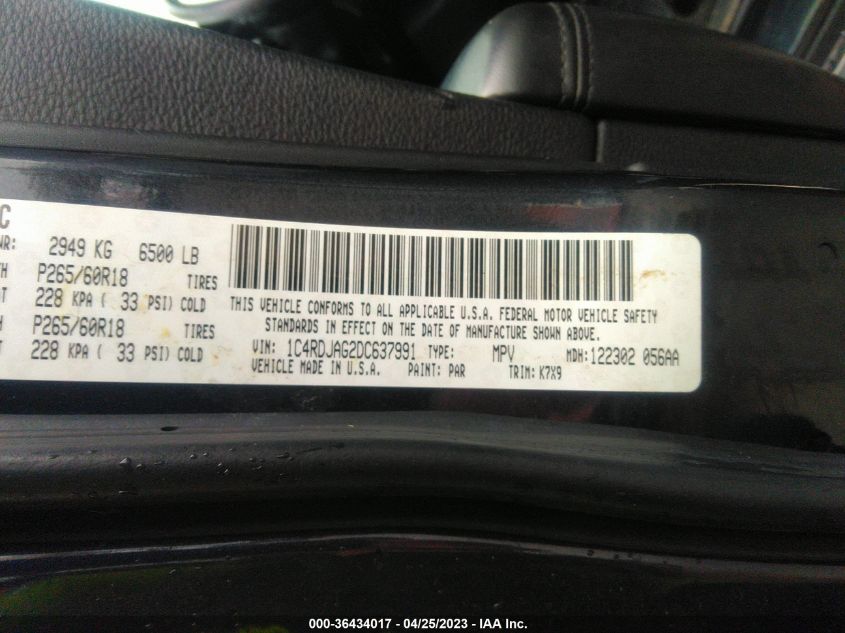 C
WR: 2949 KG 6500 LB
TH P265/60R18 TIRES
NT 228 KPA ( 33 PSI) COLD
H P265/60R18 TIRES
T 228 KPA ( 33 PSI) COLD
THIS VEHICLE CONFORMS TO ALL APPLICABLE U.S.A. FEDERAL MOTOR VEHICLE SAFETY
STANDARDS IN EFFECT ON THE DATE OF MANUFACTURE SHOWN ABOVE.
VIN: 1C4RDJAG2DC637991 TYPE: MPV MDH: 122302 056AA
VEHICLE MADE IN U.S.A. PAINT: PAR TRIM: K7X9
000-36434017 - 04/25/2023 - IAA Inc.